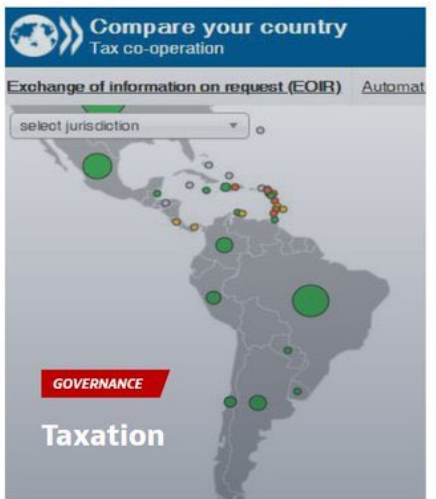 Compare your country
Tax co-operation
Exchange of information on request (EOIR) Automat
select jurisdiction
GOVERNANCE
Taxation